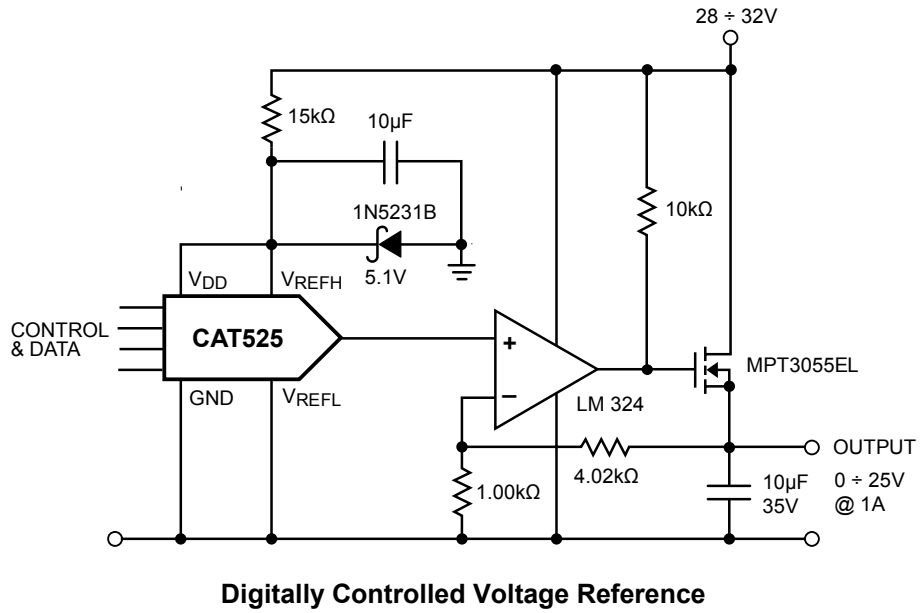 28 ÷ 32V
15kΩ
10µF
1N5231B
5.1V
10kΩ
VDD
VREFH
CONTROL
& DATA
CAT525
GND
VREFL
+
–
LM 324
MPT3055EL
4.02kΩ
1.00kΩ
OUTPUT
10µF
35V
0 ÷ 25V
@ 1A
Digitally Controlled Voltage Reference